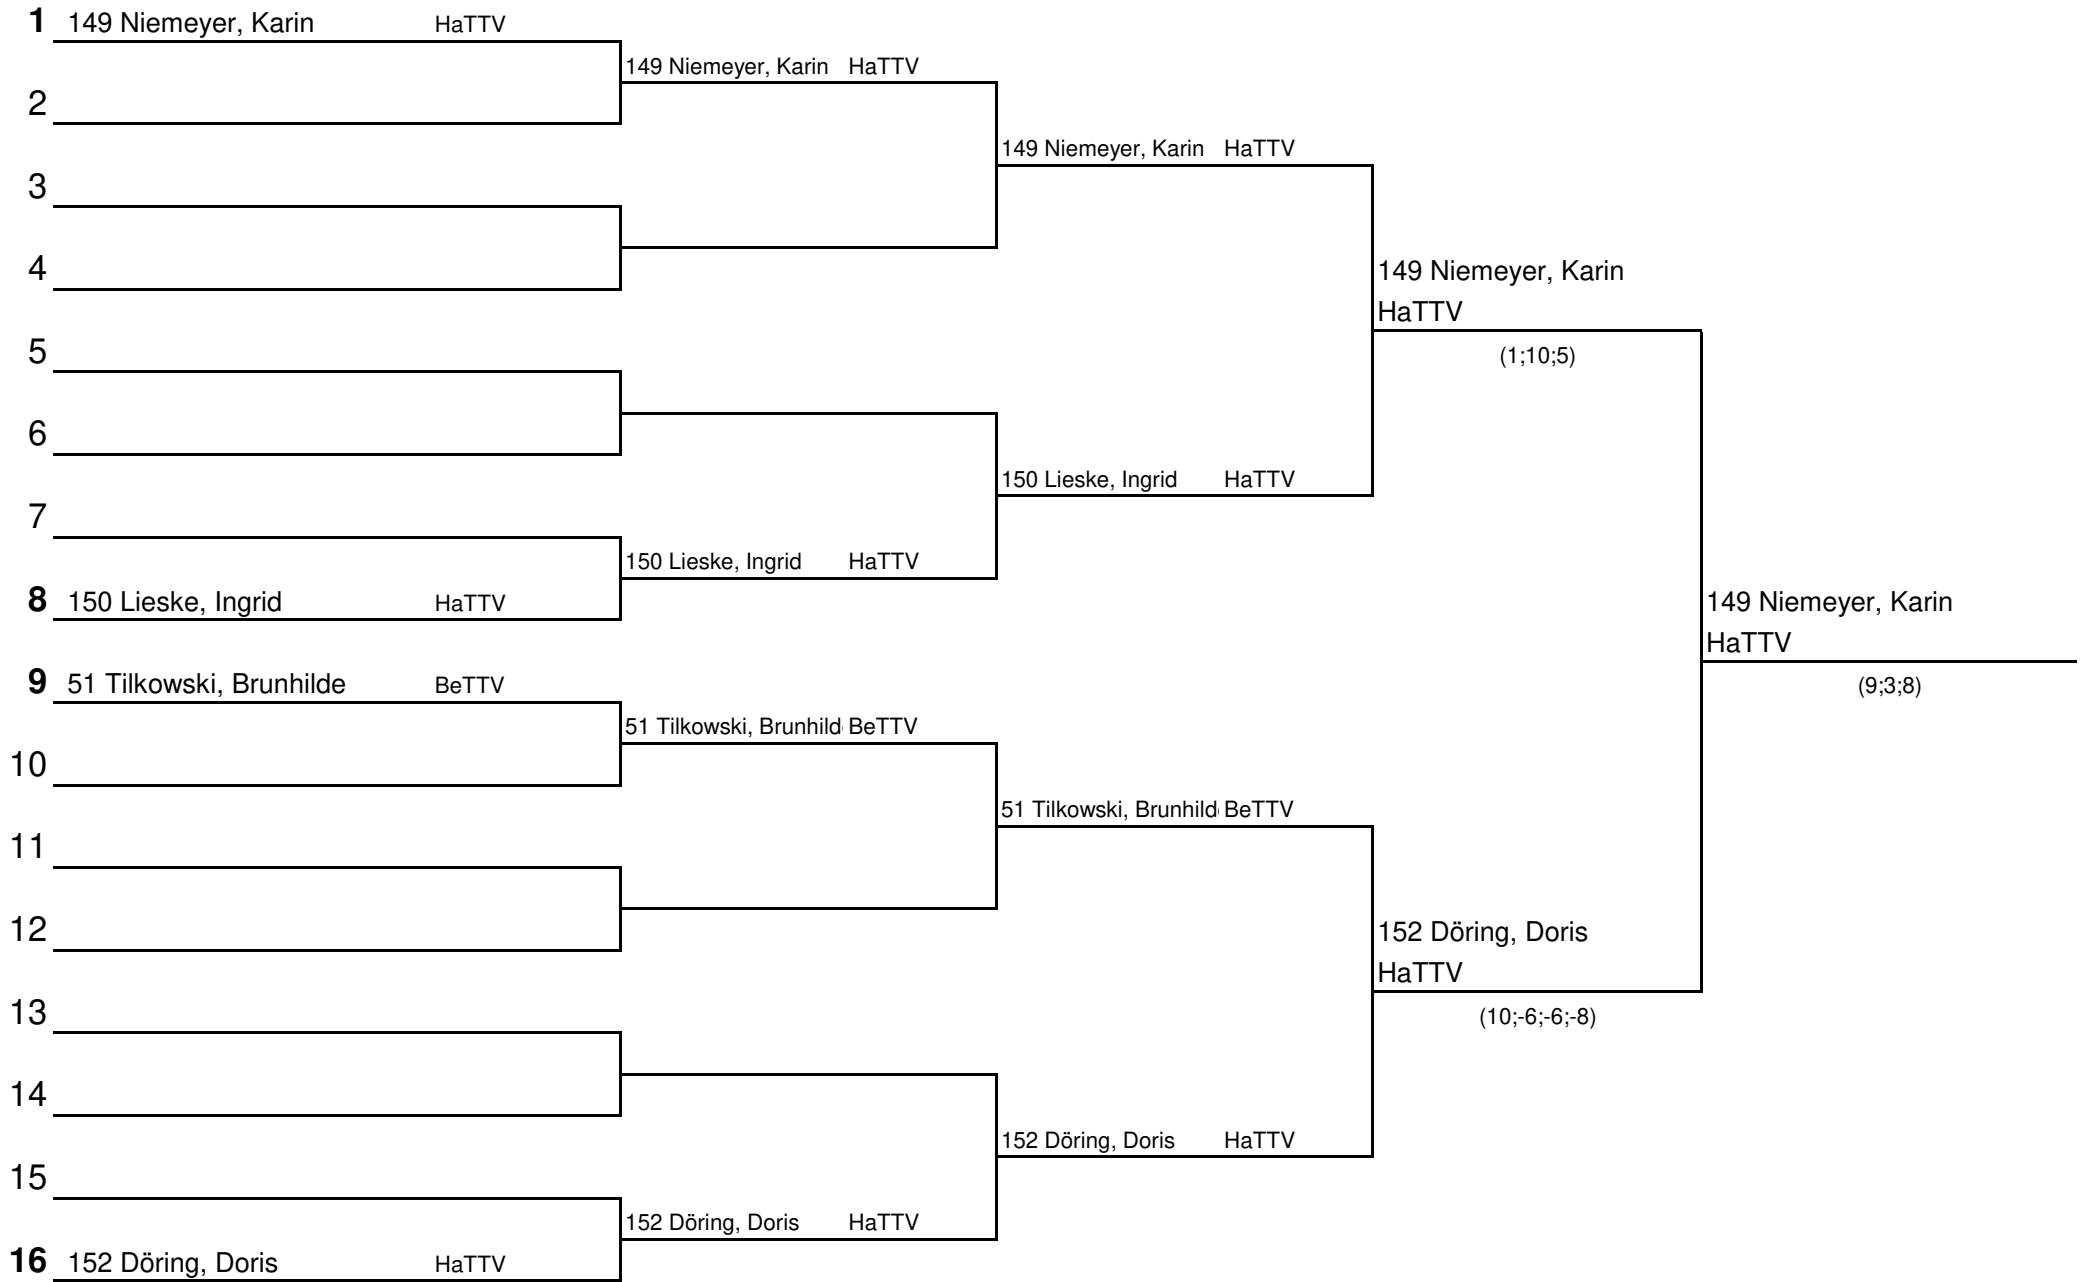 1 149 Niemeyer, Karin HaTTV
149 Niemeyer, Karin HaTTV
2
149 Niemeyer, Karin HaTTV
3
4
149 Niemeyer, Karin
HaTTV
5
(1;10;5)
6
150 Lieske, Ingrid HaTTV
7
150 Lieske, Ingrid HaTTV
8 150 Lieske, Ingrid HaTTV
149 Niemeyer, Karin
HaTTV
9 51 Tilkowski, Brunhilde BeTTV
(9;3;8)
51 Tilkowski, Brunhild BeTTV
10
51 Tilkowski, Brunhild BeTTV
11
12
152 Döring, Doris
HaTTV
13
(10;-6;-6;-8)
14
152 Döring, Doris HaTTV
15
152 Döring, Doris HaTTV
16 152 Döring, Doris HaTTV